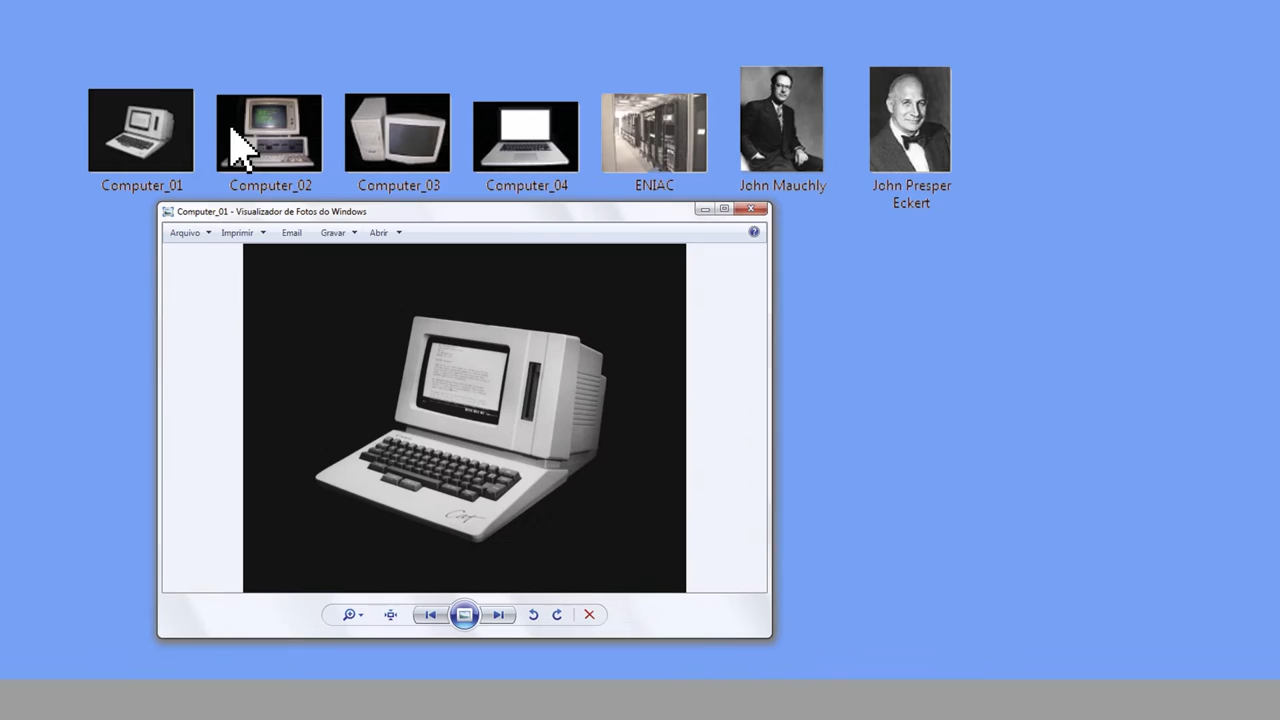 Computer_01
Computer_02
Computer_03
Computer_04
ENIAC
John Mauchly
John Presper
Eckert
Computer_01 - Visualizador de Fotos do Windows
Arquivo
Imprimir
Email
Gravar
Abrir
Cat